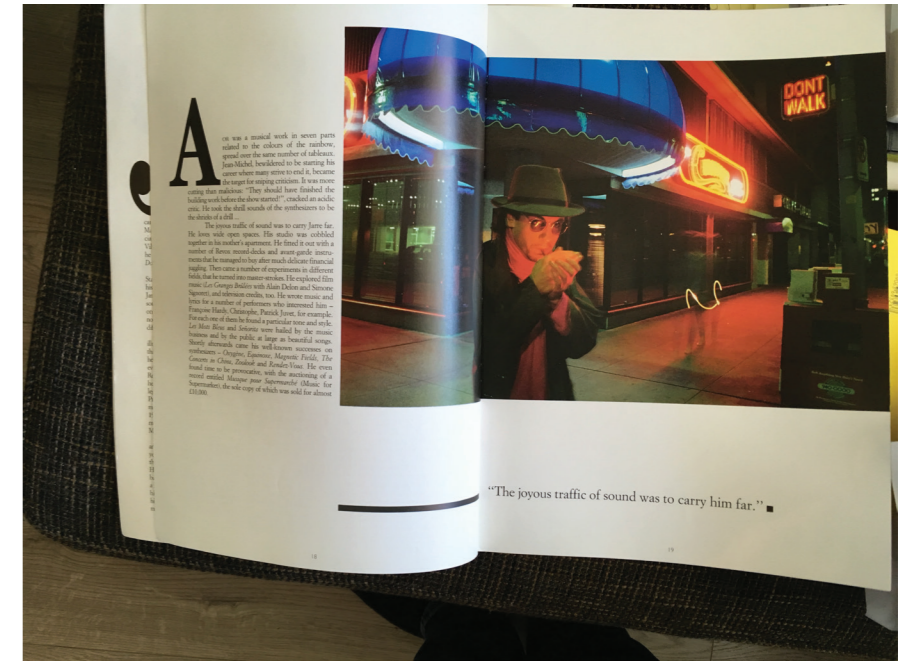 A
OR was a musical work in seven parts
related to the colours of the rainbow,
spread over the same number of tableaux.
Jean-Michel, bewildered to be starting his
career where many strive to end it, became
the target for sniping criticism. It was more
cutting than malicious: "They should have finished the
building work before the show started!", cracked an acidic
critic. He took the thrill sounds of the synthesizers to be
the shrieks of a drill ...
The joyous traffic of sound was to carry Jarre far.
He loves wide open spaces. His studio was cobbled
together in his mother's apartment. He fitted it out with a
number of Revox record-decks and avant-garde instru-
ments that he managed to buy after much delicate financial
juggling. Then came a number of experiments in different
fields, that he turned into master-strokes. He explored film
music (Les Granges Brûlées with Alain Delon and Simone
Signoret), and television credits, too. He wrote music and
lyrics for a number of performers who interested him –
Françoise Hardy, Christophe, Patrick Juvet, for example.
For each one of them he found a particular tone and style.
Les Mots Bleus and Señorita were hailed by the music
business and by the public at large as beautiful songs.
Shortly afterwards came his well-known successes on
synthesizers – Oxygène, Equinoxe, Magnetic Fields, The
Concerts in China, Zoolook and Rendez-Vous. He even
found time to be provocative, with the auctioning of a
record entitled Musique pour Supermarché (Music for
Supermarket), the sole copy of which was sold for almost
£10,000.
DONT
WALK
"The joyous traffic of sound was to carry him far."
18
19